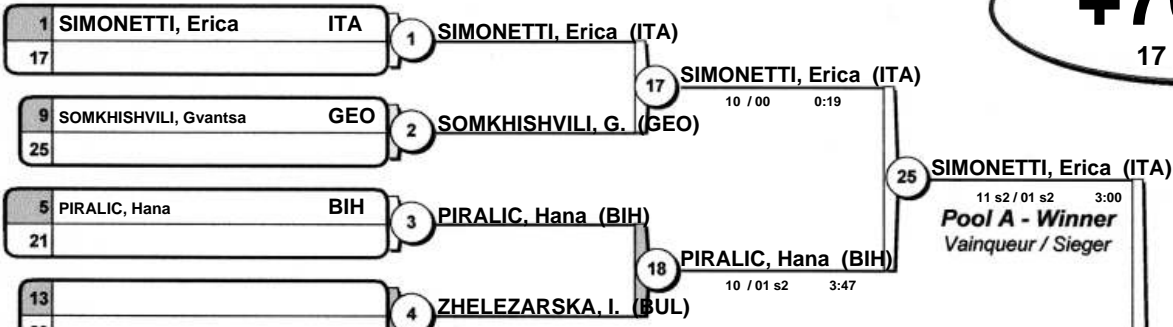 1 SIMONETTI, Erica ITA
17
1
SIMONETTI, Erica (ITA)
9 SOMKHISHVILI, Gvantsa GEO
25
2
SOMKHISHVILI, G. (GEO)
17
SIMONETTI, Erica (ITA)
10 / 00 0:19
5 PIRALIC, Hana BIH
21
3
PIRALIC, Hana (BIH)
13
4
ZHELEZARSKA, I. (BUL)
18
PIRALIC, Hana (BIH)
10 / 01 s2 3:47
25
SIMONETTI, Erica (ITA)
11 s2 / 01 s2 3:00
Pool A - Winner
Vainqueur / Sieger
17